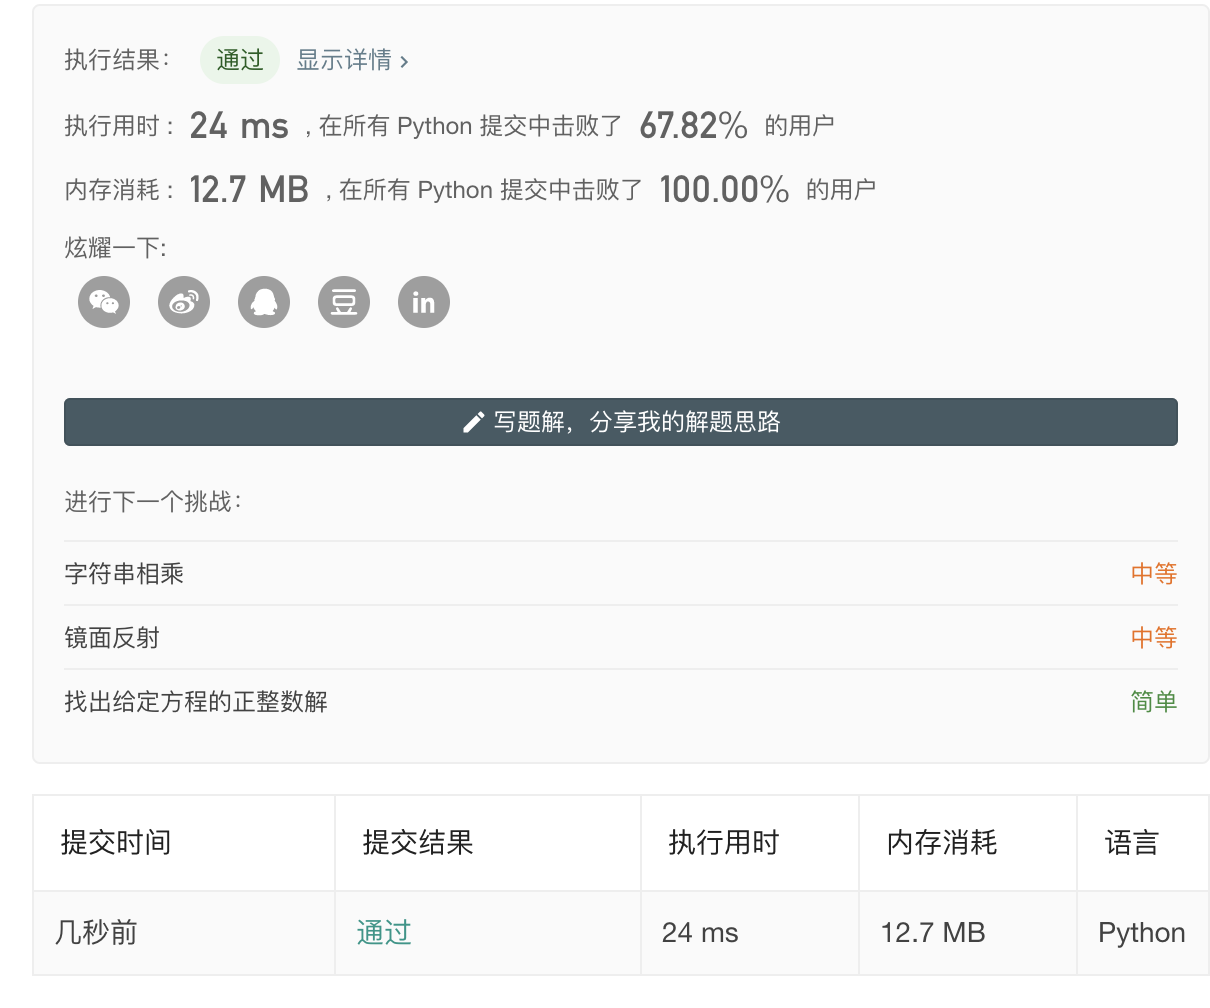 执行结果： 通过 显示详情 ›
执行用时 : 24 ms , 在所有 Python 提交中击败了 67.82% 的用户
内存消耗 : 12.7 MB , 在所有 Python 提交中击败了 100.00% 的用户
炫耀一下:
in
写题解，分享我的解题思路
进行下一个挑战：
字符串相乘 中等
镜面反射 中等
找出给定方程的正整数解 简单
提交时间 提交结果 执行用时 内存消耗 语言
几秒前 通过 24 ms 12.7 MB Python